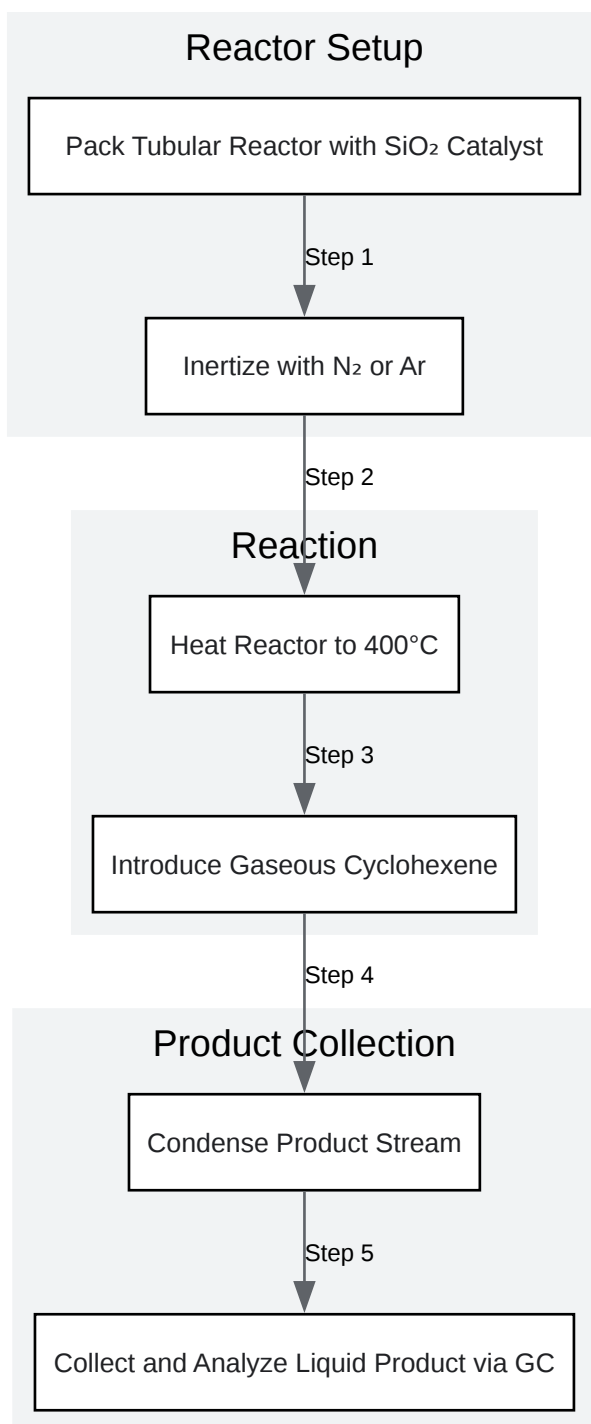 Reactor Setup
Pack Tubular Reactor with SiO₂ Catalyst
Step 1
Inertize with N₂ or Ar
Step 2
Reaction
Heat Reactor to 400°C
Step 3
Introduce Gaseous Cyclohexene
Step 4
Product Collection
Condense Product Stream
Step 5
Collect and Analyze Liquid Product via GC